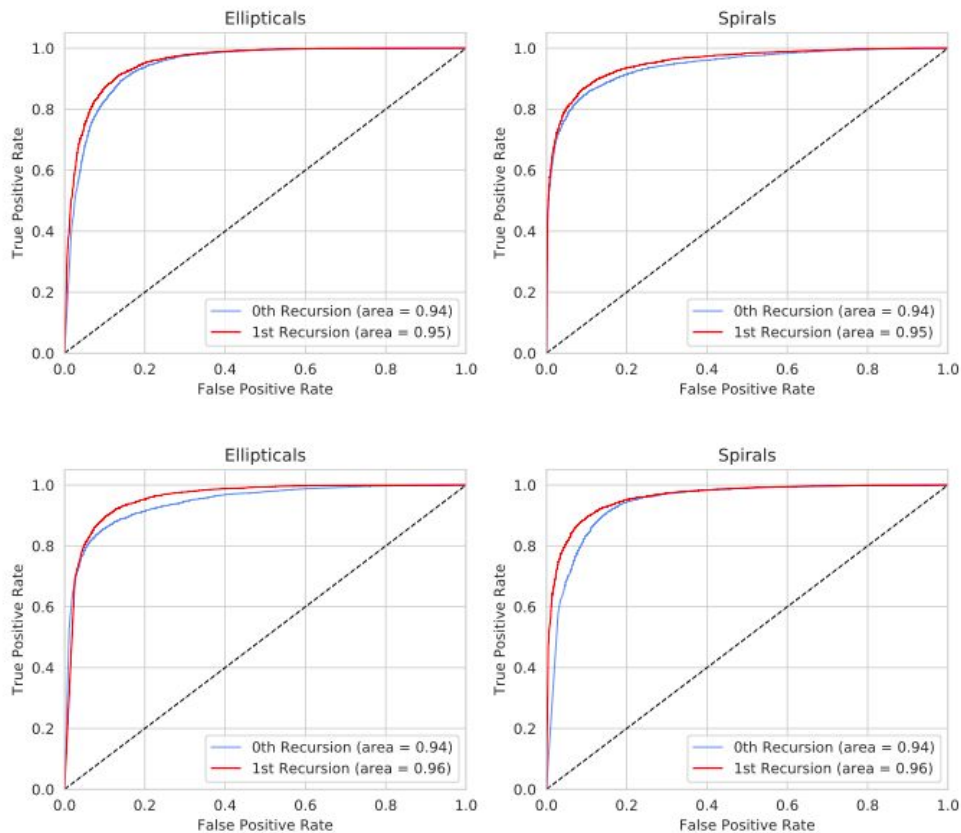 Ellipticals
1.0
0.8
0.6
0.4
0.2
0.0
True Positive Rate
0th Recursion (area = 0.94)
1st Recursion (area = 0.95)
0.0 0.2 0.4 0.6 0.8 1.0
False Positive Rate
Spirals
1.0
0.8
0.6
0.4
0.2
0.0
True Positive Rate
0th Recursion (area = 0.94)
1st Recursion (area = 0.95)
0.0 0.2 0.4 0.6 0.8 1.0
False Positive Rate
Ellipticals
1.0
0.8
0.6
0.4
0.2
0.0
True Positive Rate
0th Recursion (area = 0.94)
1st Recursion (area = 0.96)
0.0 0.2 0.4 0.6 0.8 1.0
False Positive Rate
Spirals
1.0
0.8
0.6
0.4
0.2
0.0
True Positive Rate
0th Recursion (area = 0.94)
1st Recursion (area = 0.96)
0.0 0.2 0.4 0.6 0.8 1.0
False Positive Rate